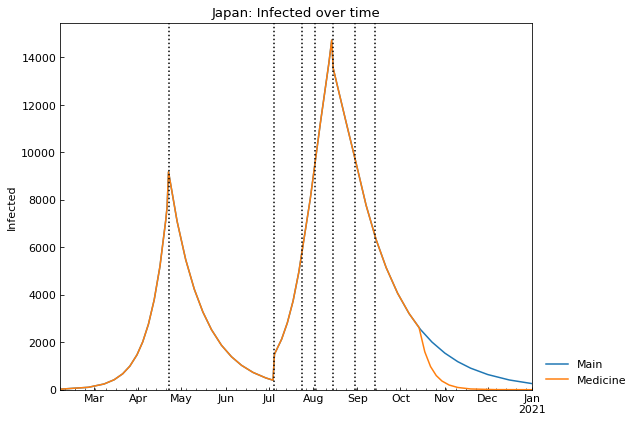 Japan: Infected over time
Infected
14000
12000
10000
8000
6000
4000
2000
0
Mar Apr May Jun Jul Aug Sep Oct Nov Dec Jan
2021
Main
Medicine